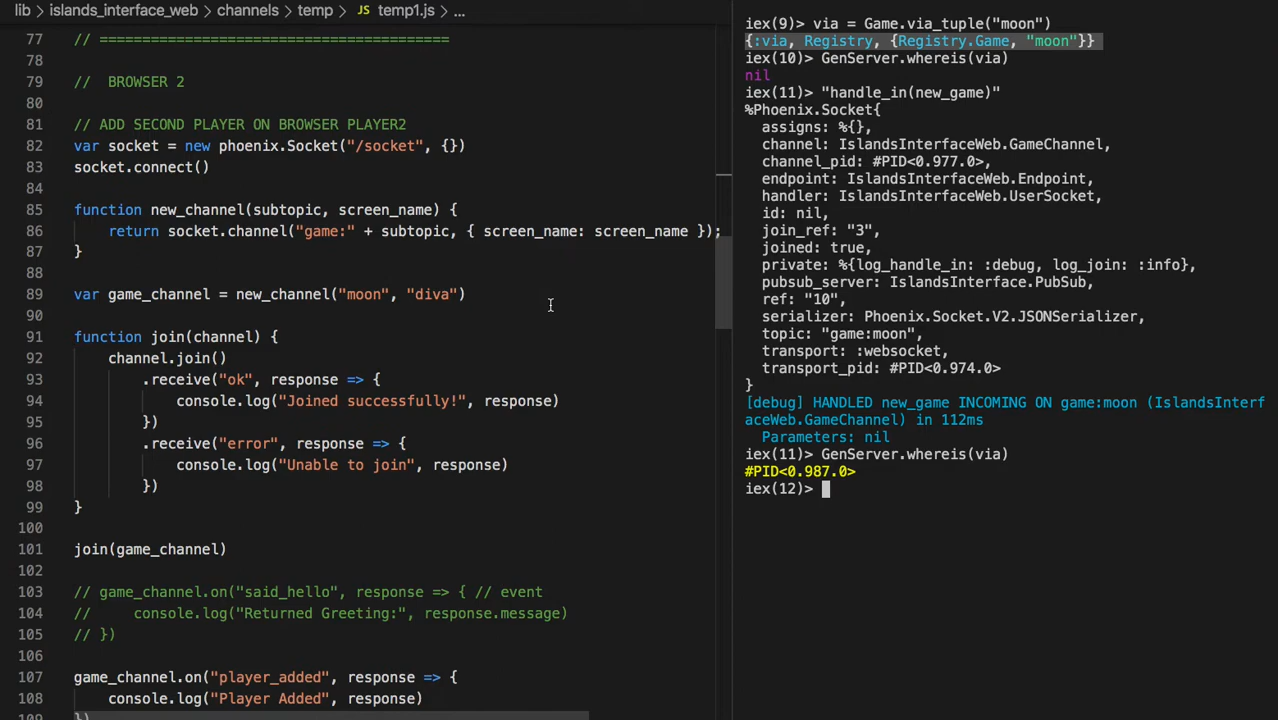 lib › islands_interface_web › channels › temp › JS temp1.js › ...
77 // =========================================
78
79 //  BROWSER 2
80
81 // ADD SECOND PLAYER ON BROWSER PLAYER2
82 var socket = new phoenix.Socket("/socket", {})
83 socket.connect()
84
85 function new_channel(subtopic, screen_name) {
86     return socket.channel("game:" + subtopic, { screen_name: screen_name });
87 }
88
89 var game_channel = new_channel("moon", "diva")
90
91 function join(channel) {
92     channel.join()
93         .receive("ok", response => {
94             console.log("Joined successfully!", response)
95         })
96         .receive("error", response => {
97             console.log("Unable to join", response)
98         })
99 }
100
101 join(game_channel)
102
103 // game_channel.on("said_hello", response => { // event
104 //     console.log("Returned Greeting:", response.message)
105 // })
106
107 game_channel.on("player_added", response => {
108     console.log("Player Added", response)
109 })
iex(9)> via = Game.via_tuple("moon")
{:via, Registry, {Registry.Game, "moon"}}
iex(10)> GenServer.whereis(via)
nil
iex(11)> "handle_in(new_game)"
%Phoenix.Socket{
  assigns: %{},
  channel: IslandsInterfaceWeb.GameChannel,
  channel_pid: #PID<0.977.0>,
  endpoint: IslandsInterfaceWeb.Endpoint,
  handler: IslandsInterfaceWeb.UserSocket,
  id: nil,
  join_ref: "3",
  joined: true,
  private: %{log_handle_in: :debug, log_join: :info},
  pubsub_server: IslandsInterface.PubSub,
  ref: "10",
  serializer: Phoenix.Socket.V2.JSONSerializer,
  topic: "game:moon",
  transport: :websocket,
  transport_pid: #PID<0.974.0>
}
[debug] HANDLED new_game INCOMING ON game:moon (IslandsInterf
aceWeb.GameChannel) in 112ms
  Parameters: nil
iex(11)> GenServer.whereis(via)
#PID<0.987.0>
iex(12)>